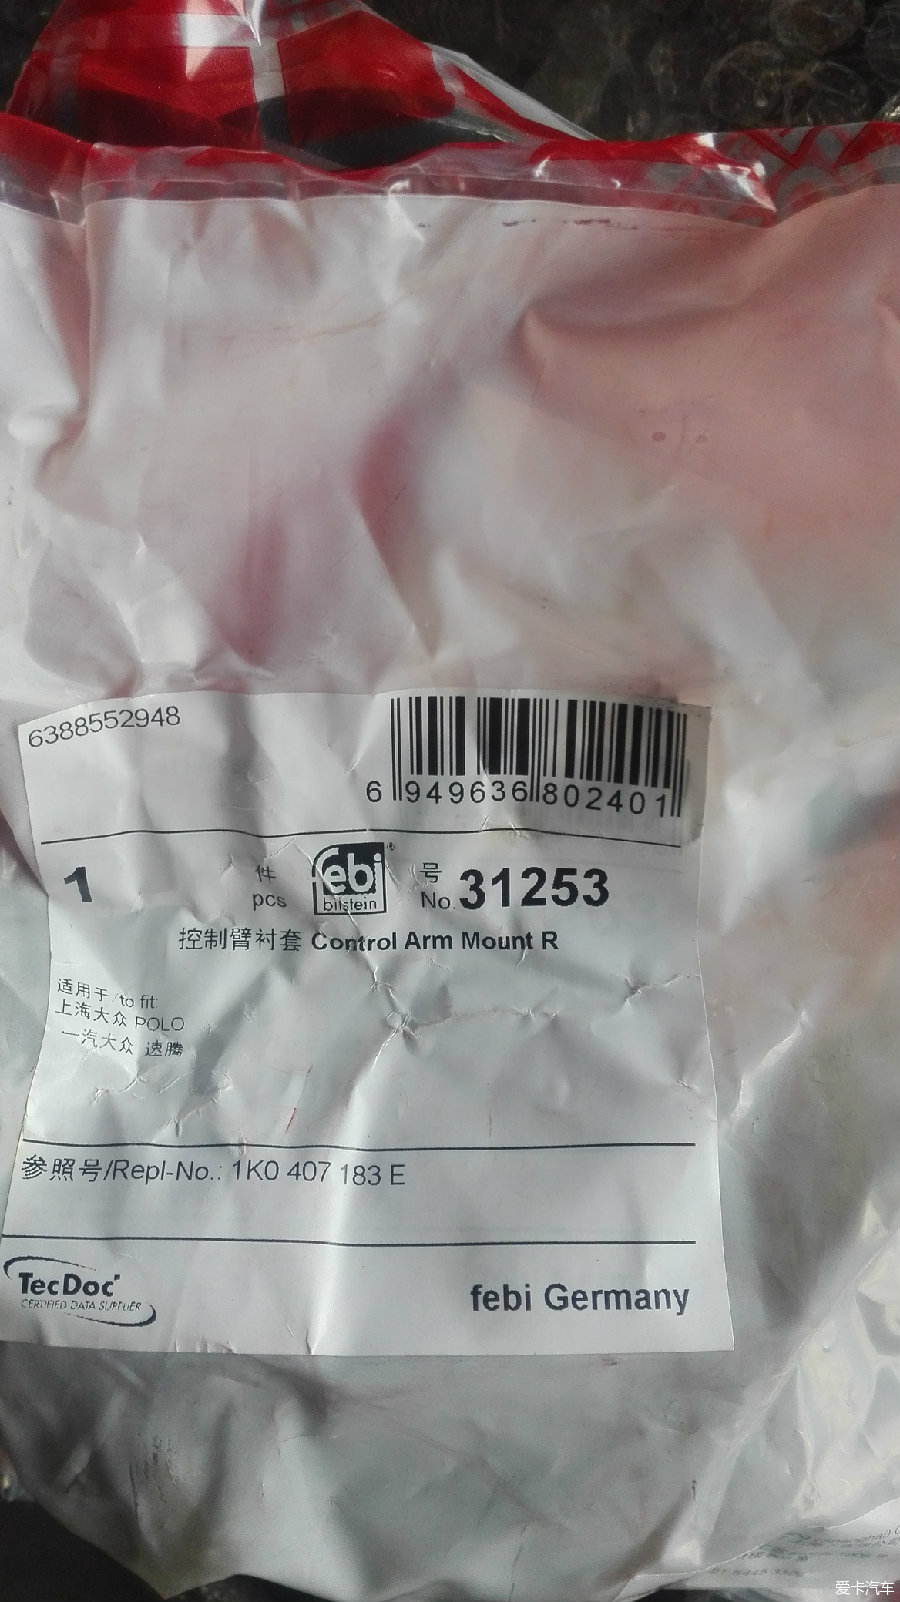 6388552948
6 949636 802401
1 件 pcs febi bilstein 号 No. 31253
控制臂衬套 Control Arm Mount R
适用于/to fit:
上汽大众 POLO
一汽大众 速腾
参照号/Repl-No.: 1K0 407 183 E
TecDoc
CERTIFIED DATA SUPPLIER
febi Germany
爱卡汽车